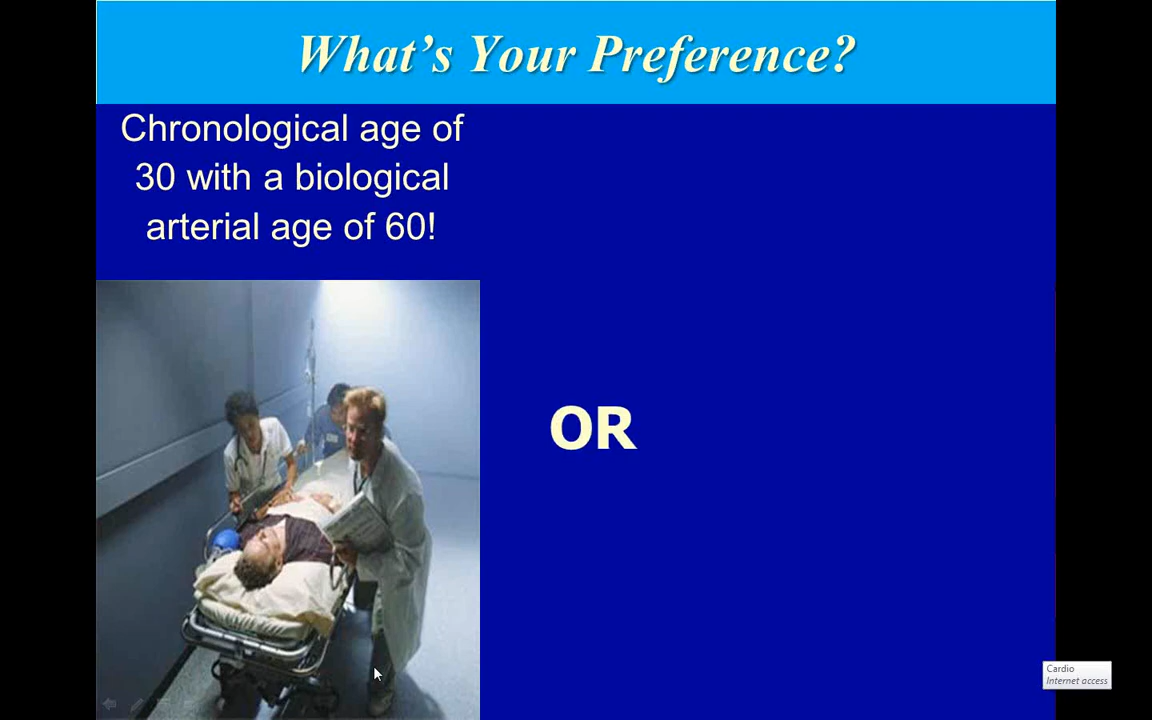 What's Your Preference?
Chronological age of
30 with a biological
arterial age of 60!
OR
Cardio
Internet access